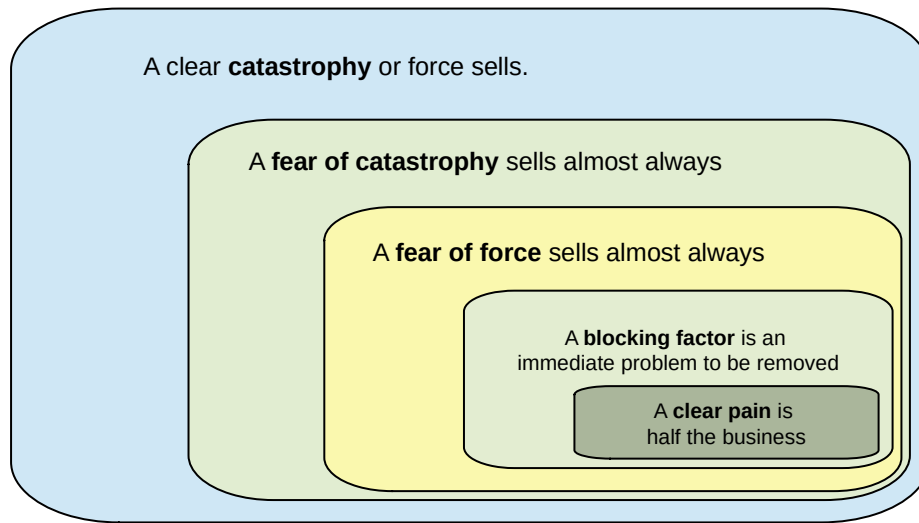 A clear catastrophy or force sells.
A fear of catastrophy sells almost always
A fear of force sells almost always
A blocking factor is an
immediate problem to be removed
A clear pain is
half the business